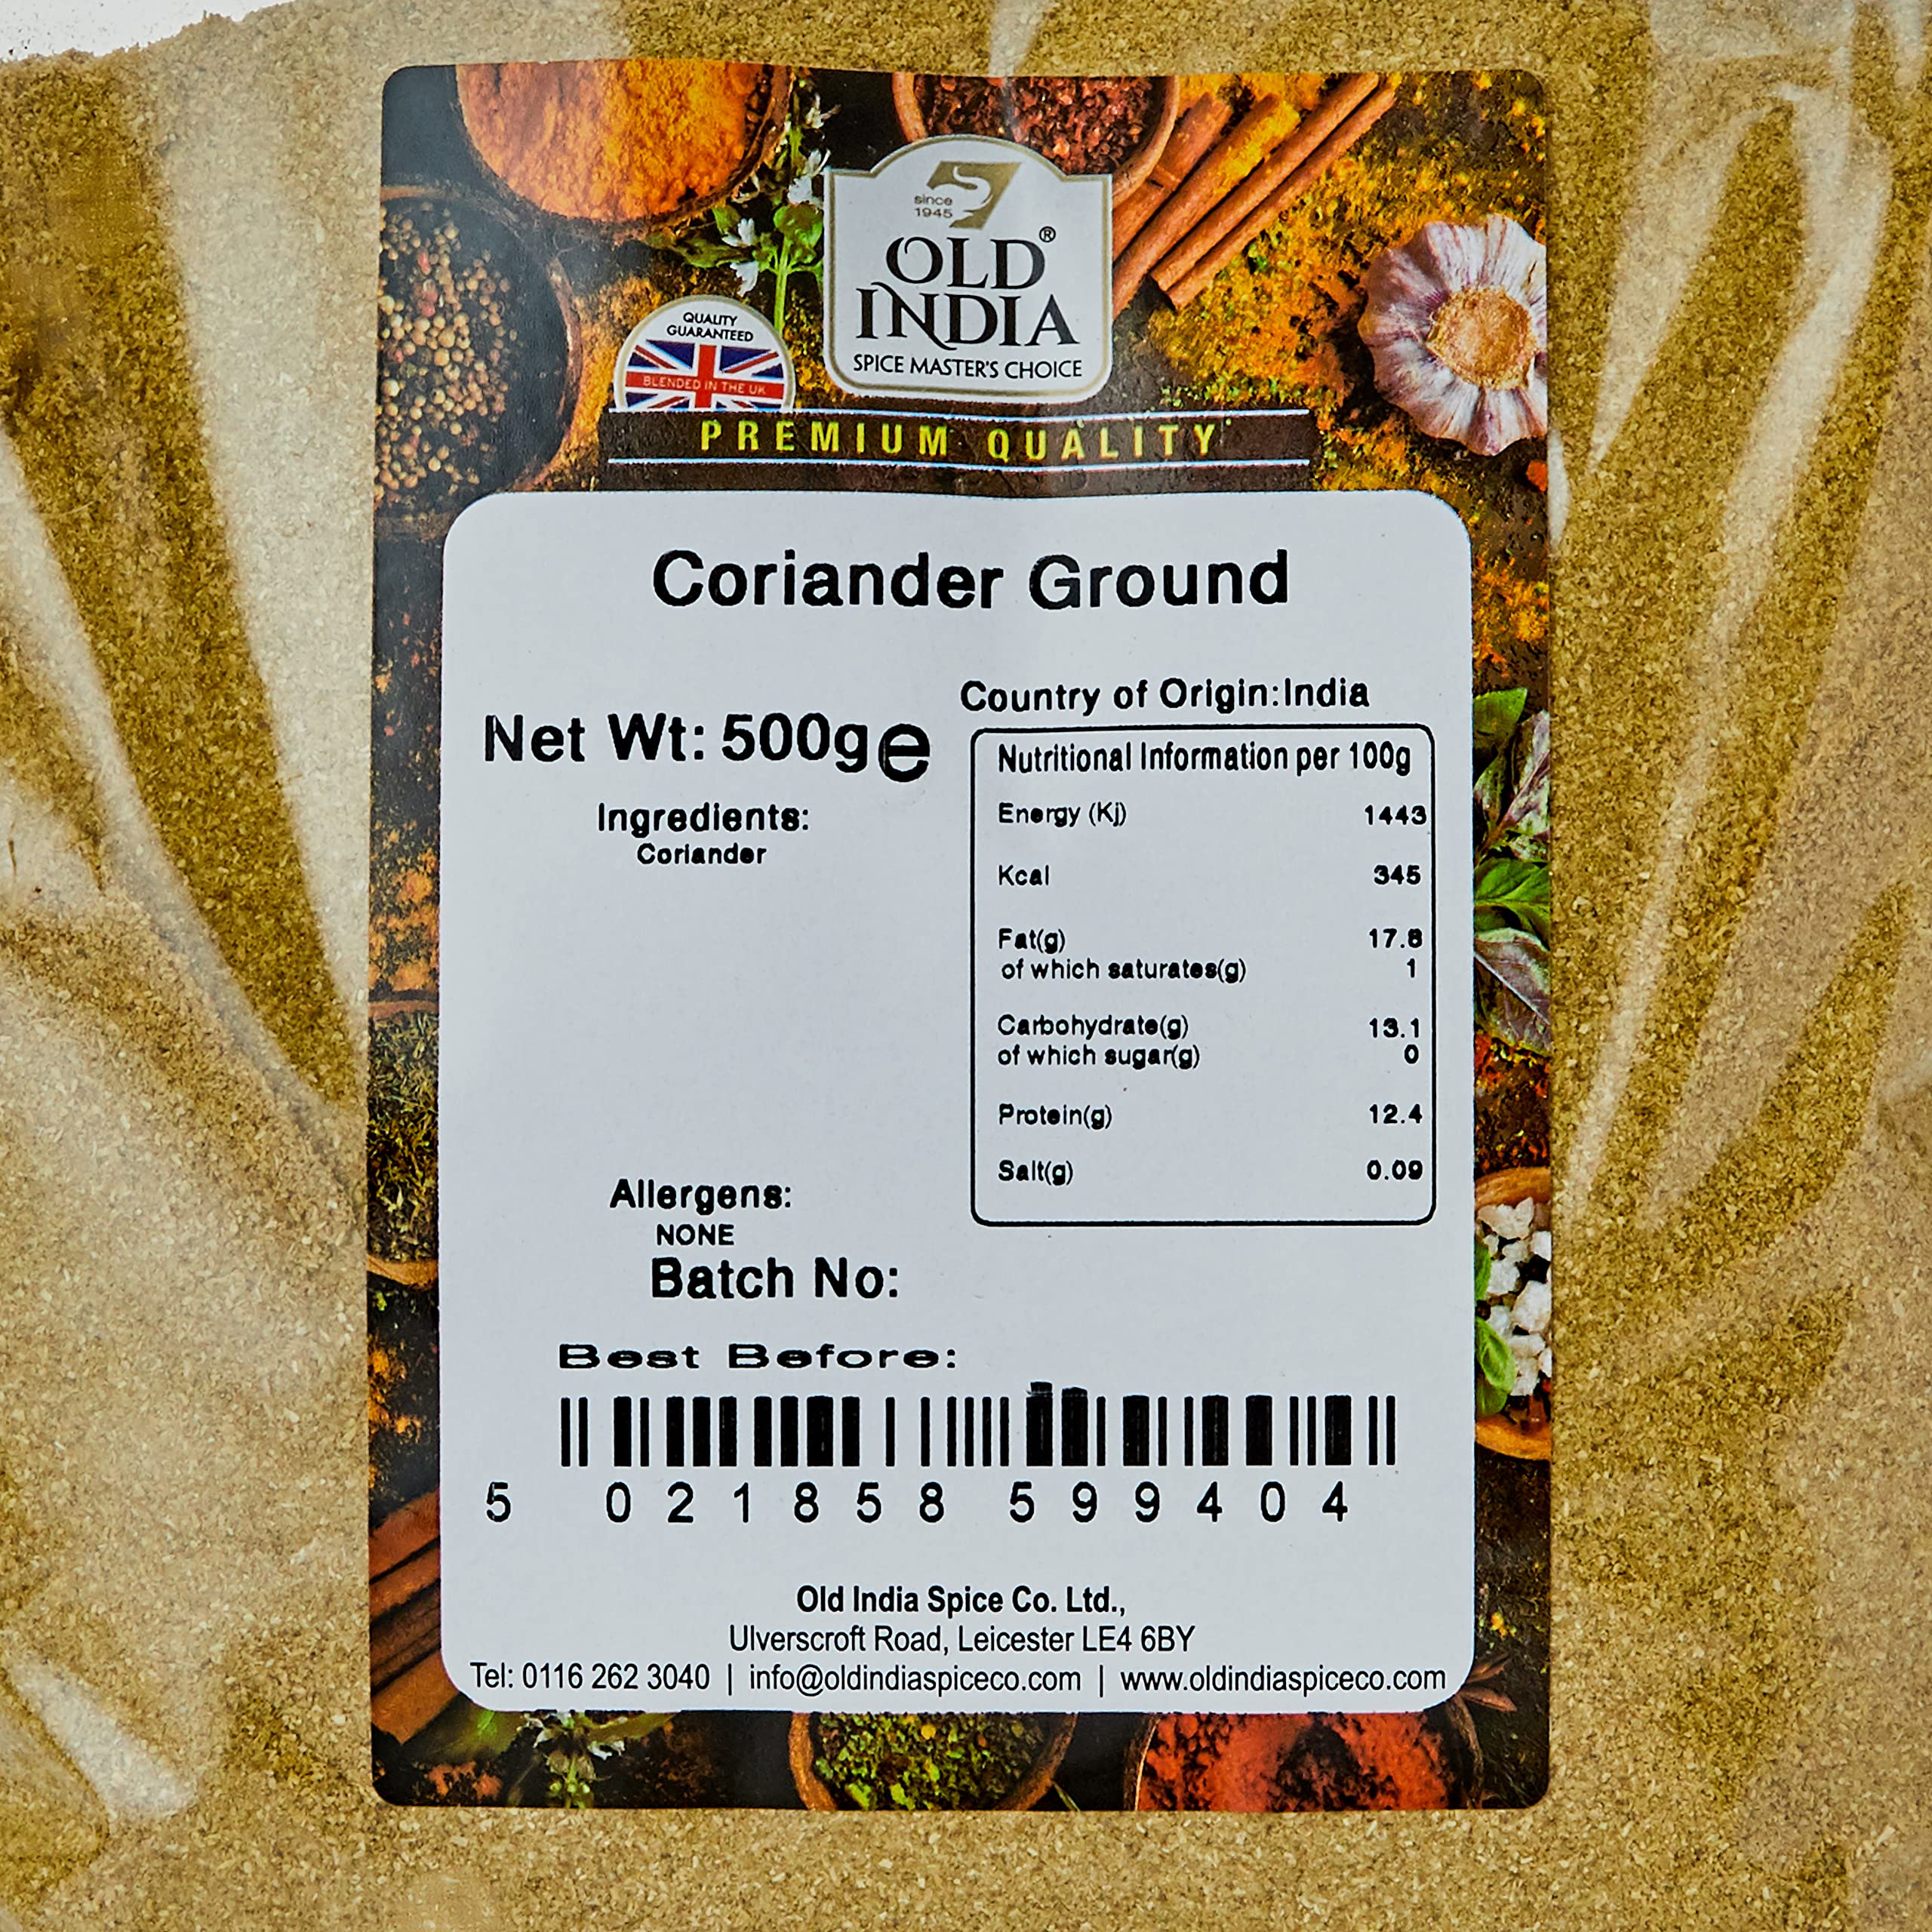 since
1945
OLD®
INDIA
SPICE MASTER'S CHOICE
QUALITY
GUARANTEED
BLENDED IN THE UK
PREMIUM QUALITY
Coriander Ground
Net Wt: 500g e
Ingredients:
Coriander
Country of Origin:India
Nutritional Information per 100g
Energy (Kj) 1443
Kcal 345
Fat(g) 17.8
of which saturates(g) 1
Carbohydrate(g) 13.1
of which sugar(g) 0
Protein(g) 12.4
Salt(g) 0.09
Allergens:
NONE
Batch No:
Best Before:
5 021858 599404
Old India Spice Co. Ltd.,
Ulverscroft Road, Leicester LE4 6BY
Tel: 0116 262 3040 | info@oldindiaspiceco.com | www.oldindiaspiceco.com